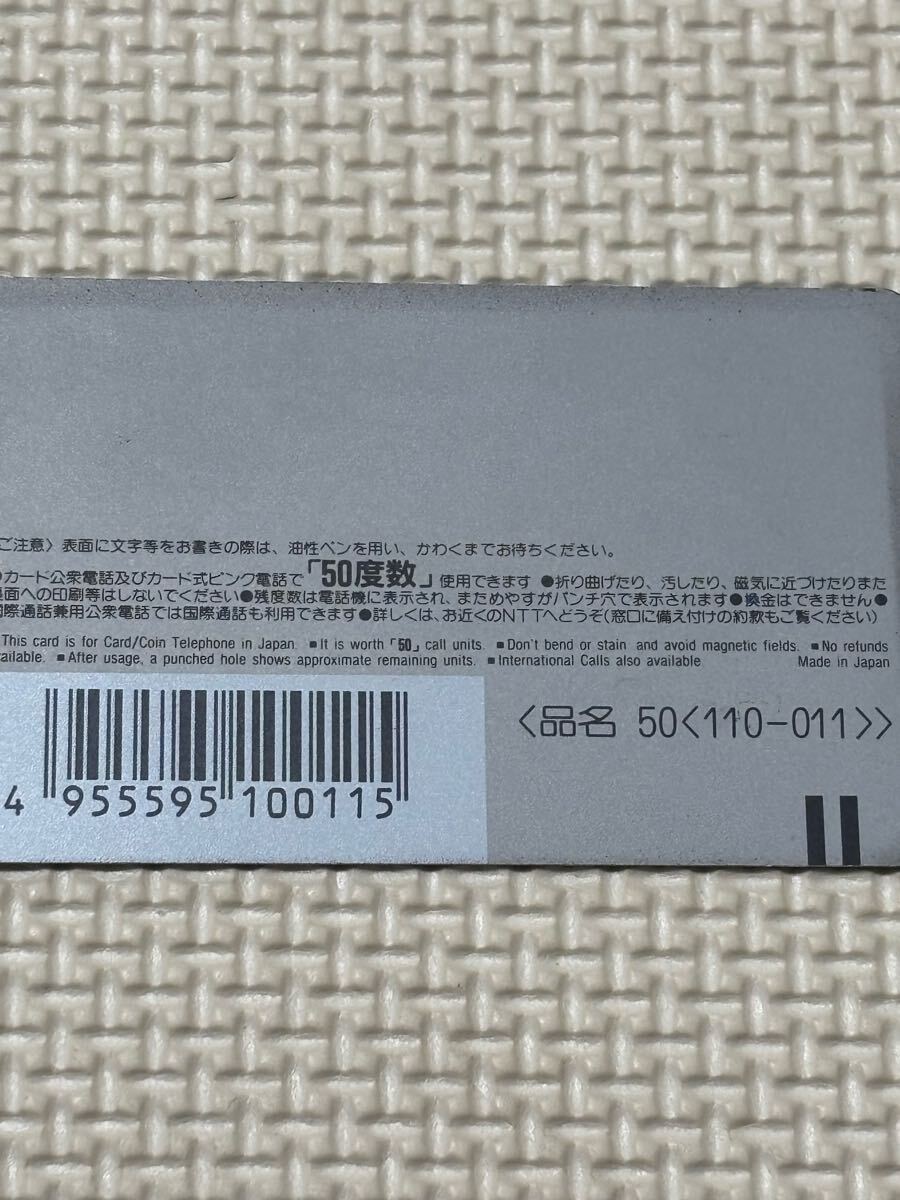 ご注意〉表面に文字等をお書きの際は、油性ペンを用い、かわくまでお待ちください。
●カード公衆電話及びカード式ピンク電話で「50度数」使用できます ●折り曲げたり、汚したり、磁気に近づけたりまた
裏面への印刷等はしないでください●残度数は電話機に表示され、まためやすがパンチ穴で表示されます●換金はできません●
国際通話兼用公衆電話では国際通話も利用できます●詳しくは、お近くのNTTへどうぞ(窓口に備え付けの約款もご覧ください)
This card is for Card/Coin Telephone in Japan. ■It is worth「50」call units. ■Don't bend or stain and avoid magnetic fields. ■No refunds
available. ■After usage, a punched hole shows approximate remaining units. ■International Calls also available. Made in Japan
<品名 50<110-011>>
4 955595 100115